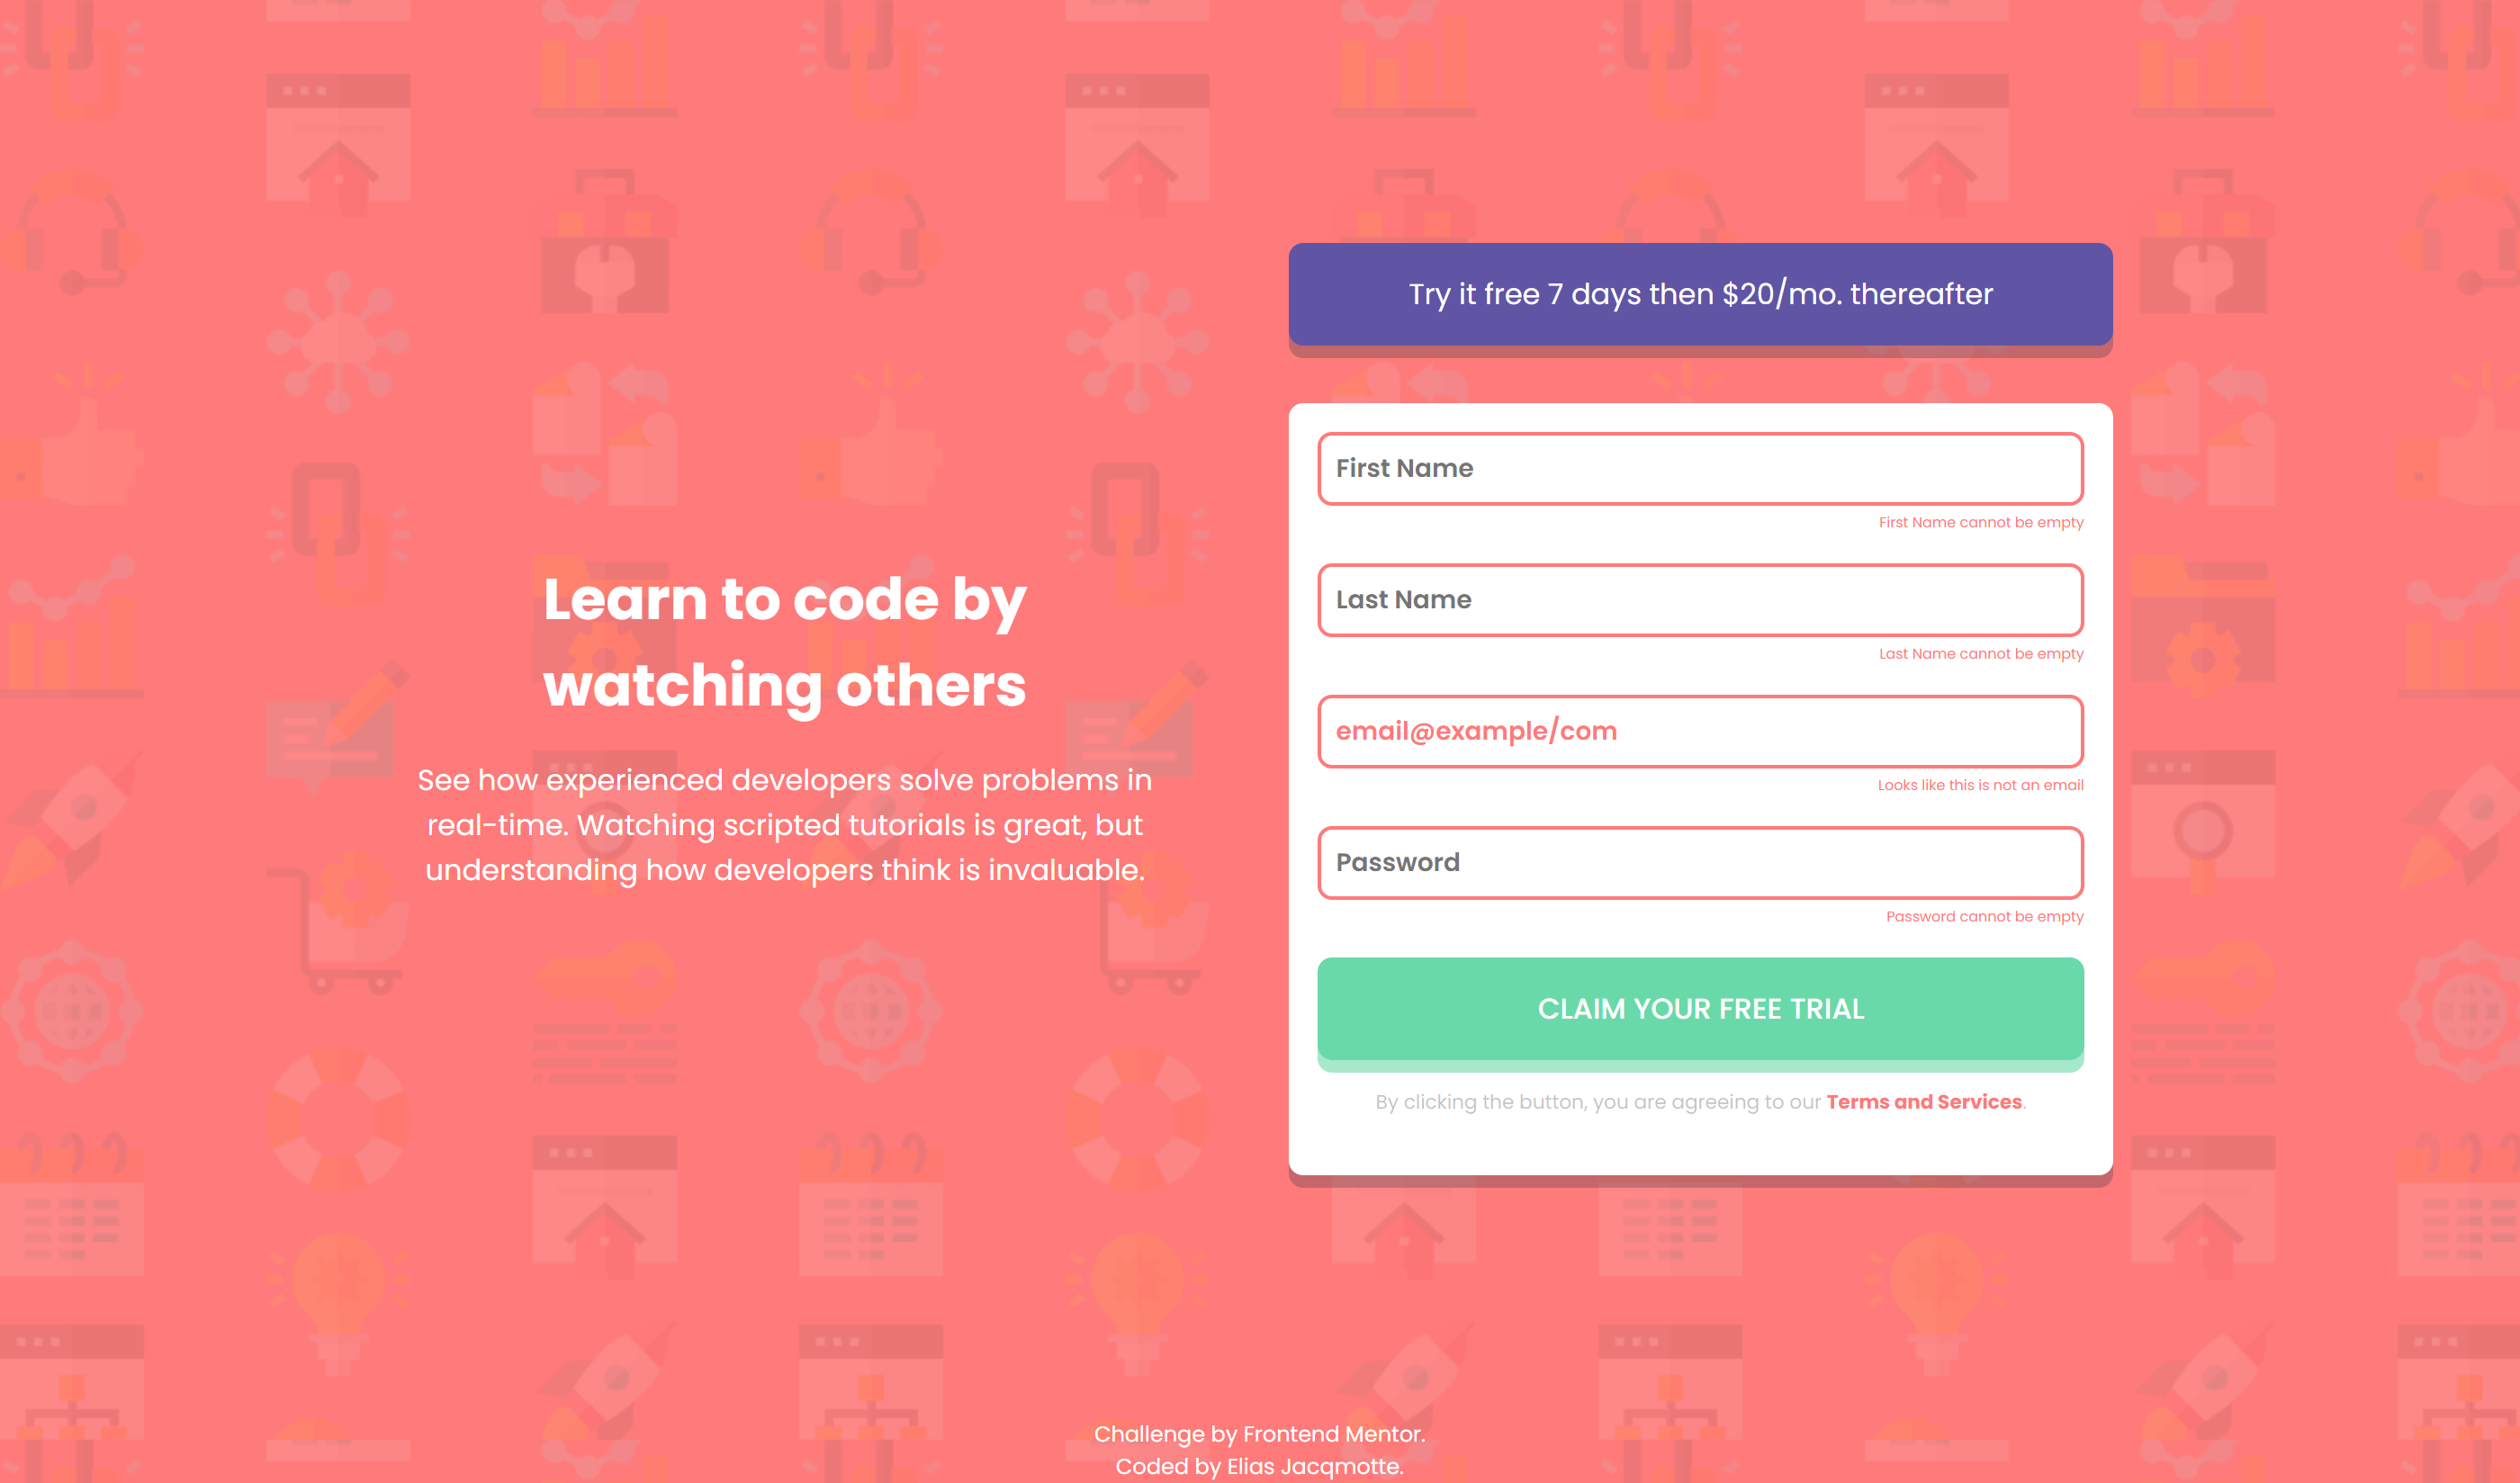 Learn to code by
watching others
See how experienced developers solve problems in
real-time. Watching scripted tutorials is great, but
understanding how developers think is invaluable.
Try it free 7 days then $20/mo. thereafter
First Name
First Name cannot be empty
Last Name
Last Name cannot be empty
email@example/com
Looks like this is not an email
Password
Password cannot be empty
CLAIM YOUR FREE TRIAL
By clicking the button, you are agreeing to our Terms and Services.
Challenge by Frontend Mentor.
Coded by Elias Jacqmotte.